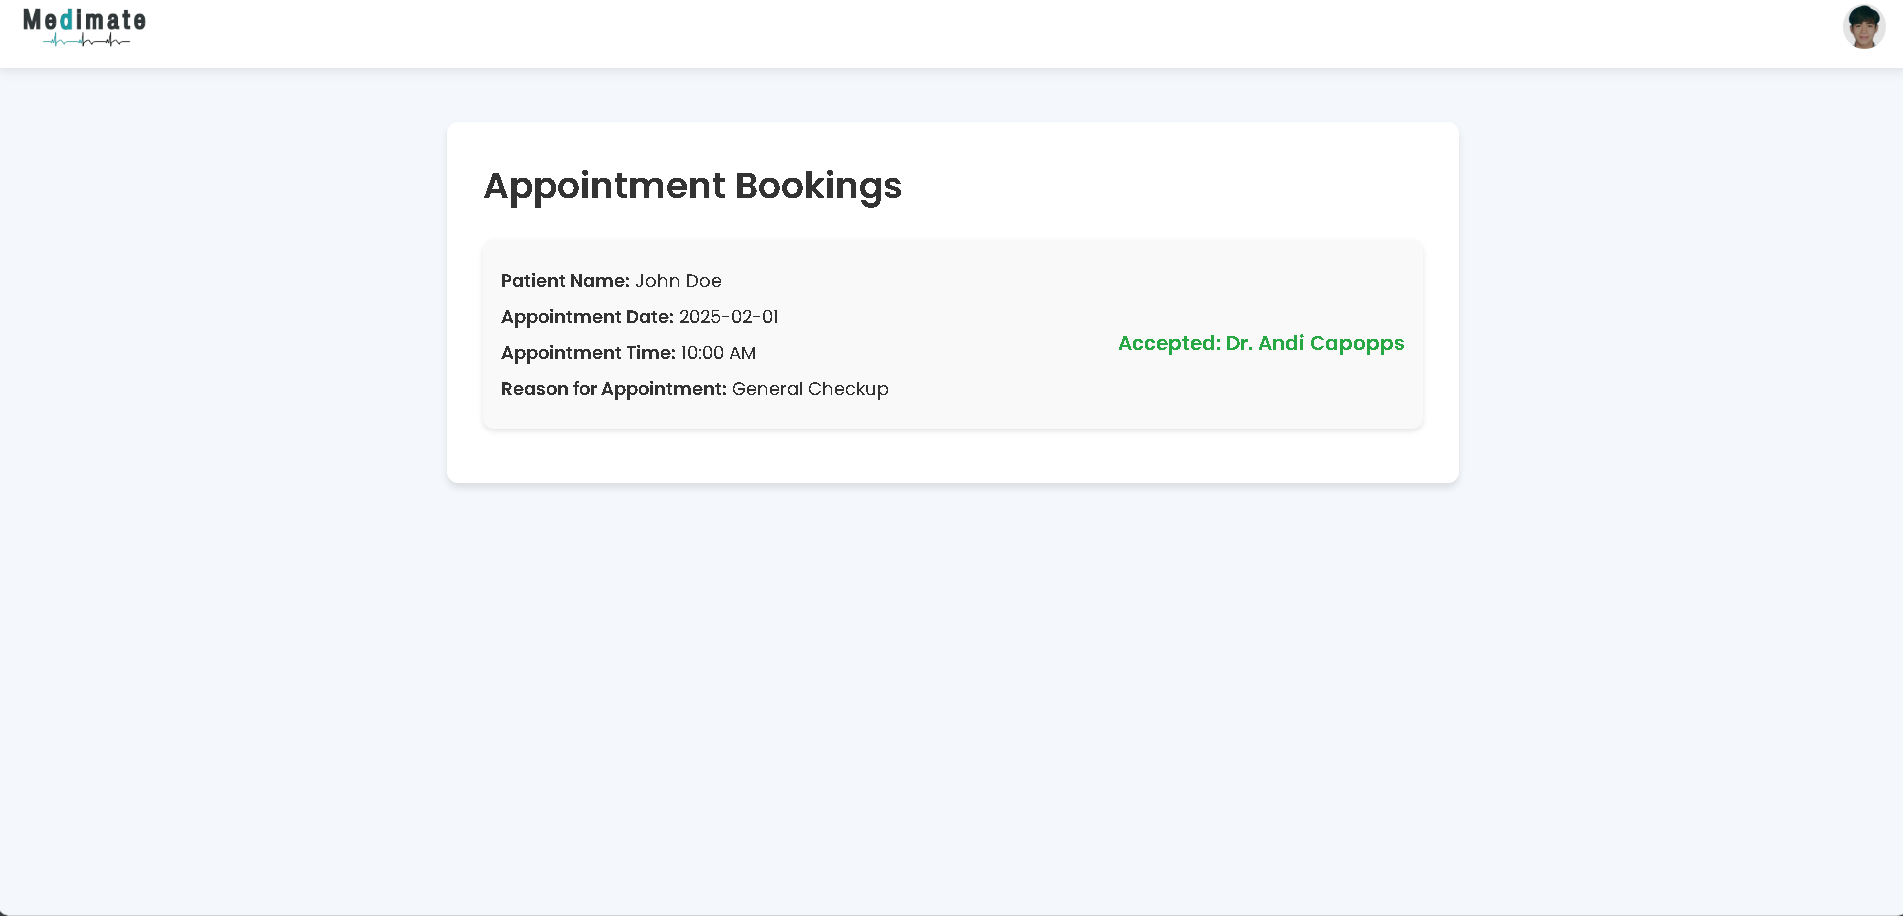 Medimate
Appointment Bookings
Patient Name: John Doe
Appointment Date: 2025-02-01
Appointment Time: 10:00 AM
Reason for Appointment: General Checkup
Accepted: Dr. Andi Capopps